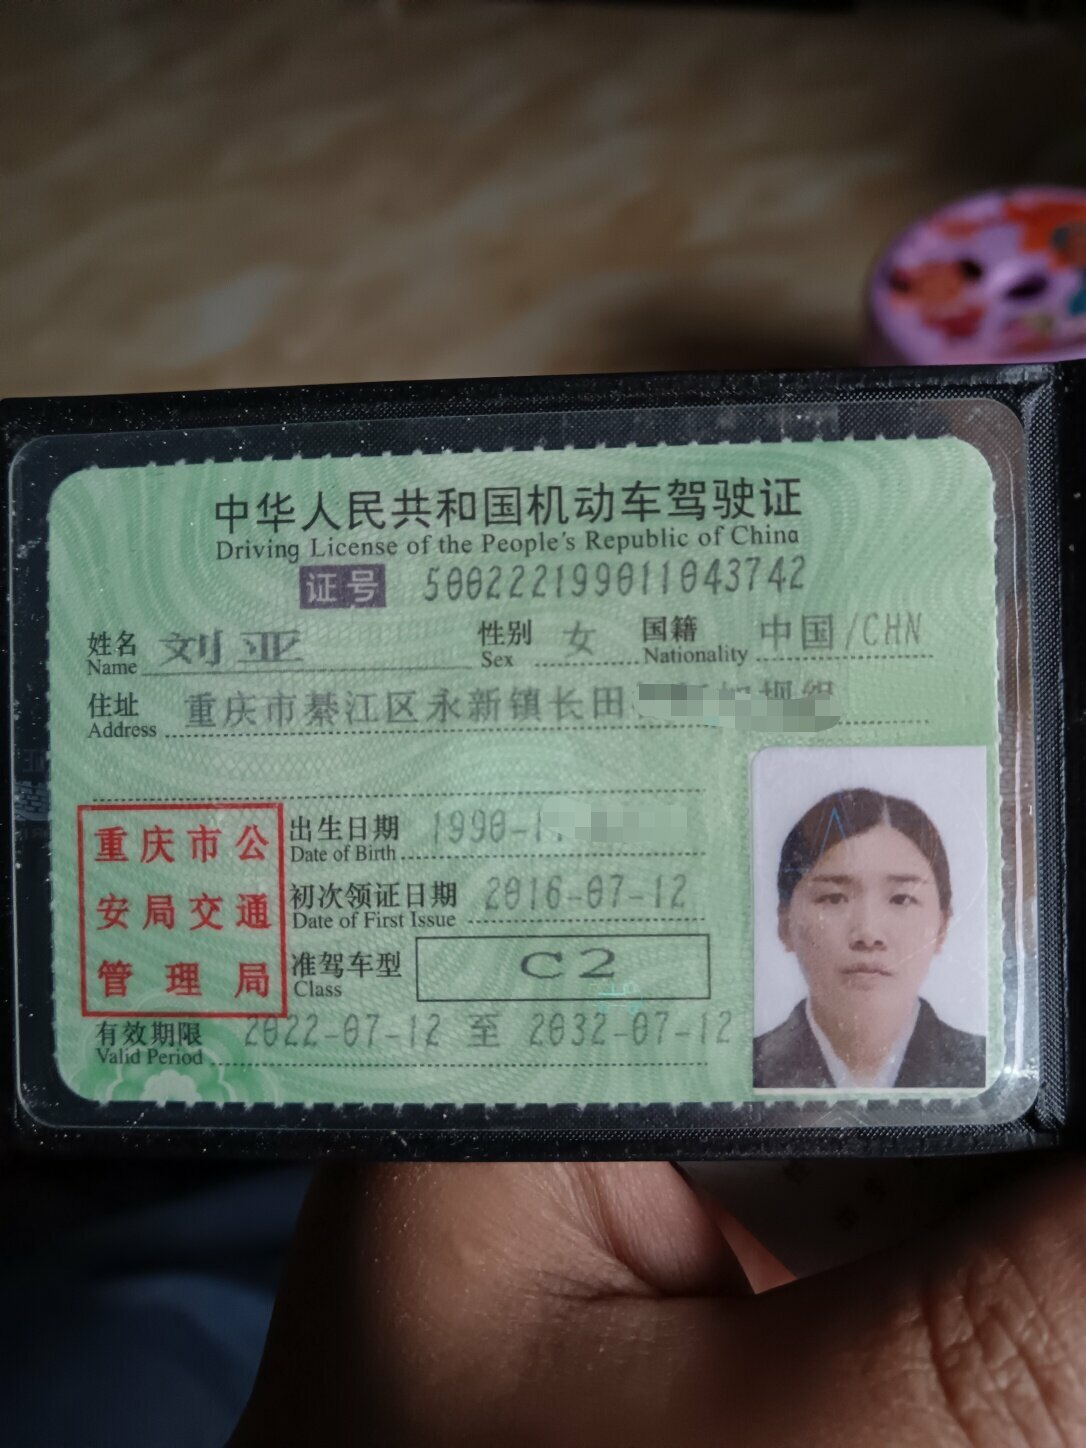 中华人民共和国机动车驾驶证
Driving License of the People's Republic of China
证号 500222199011043742
姓名 刘亚 性别 女 国籍 中国/CHN
Name Sex Nationality
住址 重庆市綦江区永新镇长田
Address
重庆市公
安局交通
管理局
出生日期 1990-1
Date of Birth
初次领证日期 2016-07-12
Date of First Issue
准驾车型 C2
Class
有效期限 2022-07-12 至 2032-07-12
Valid Period